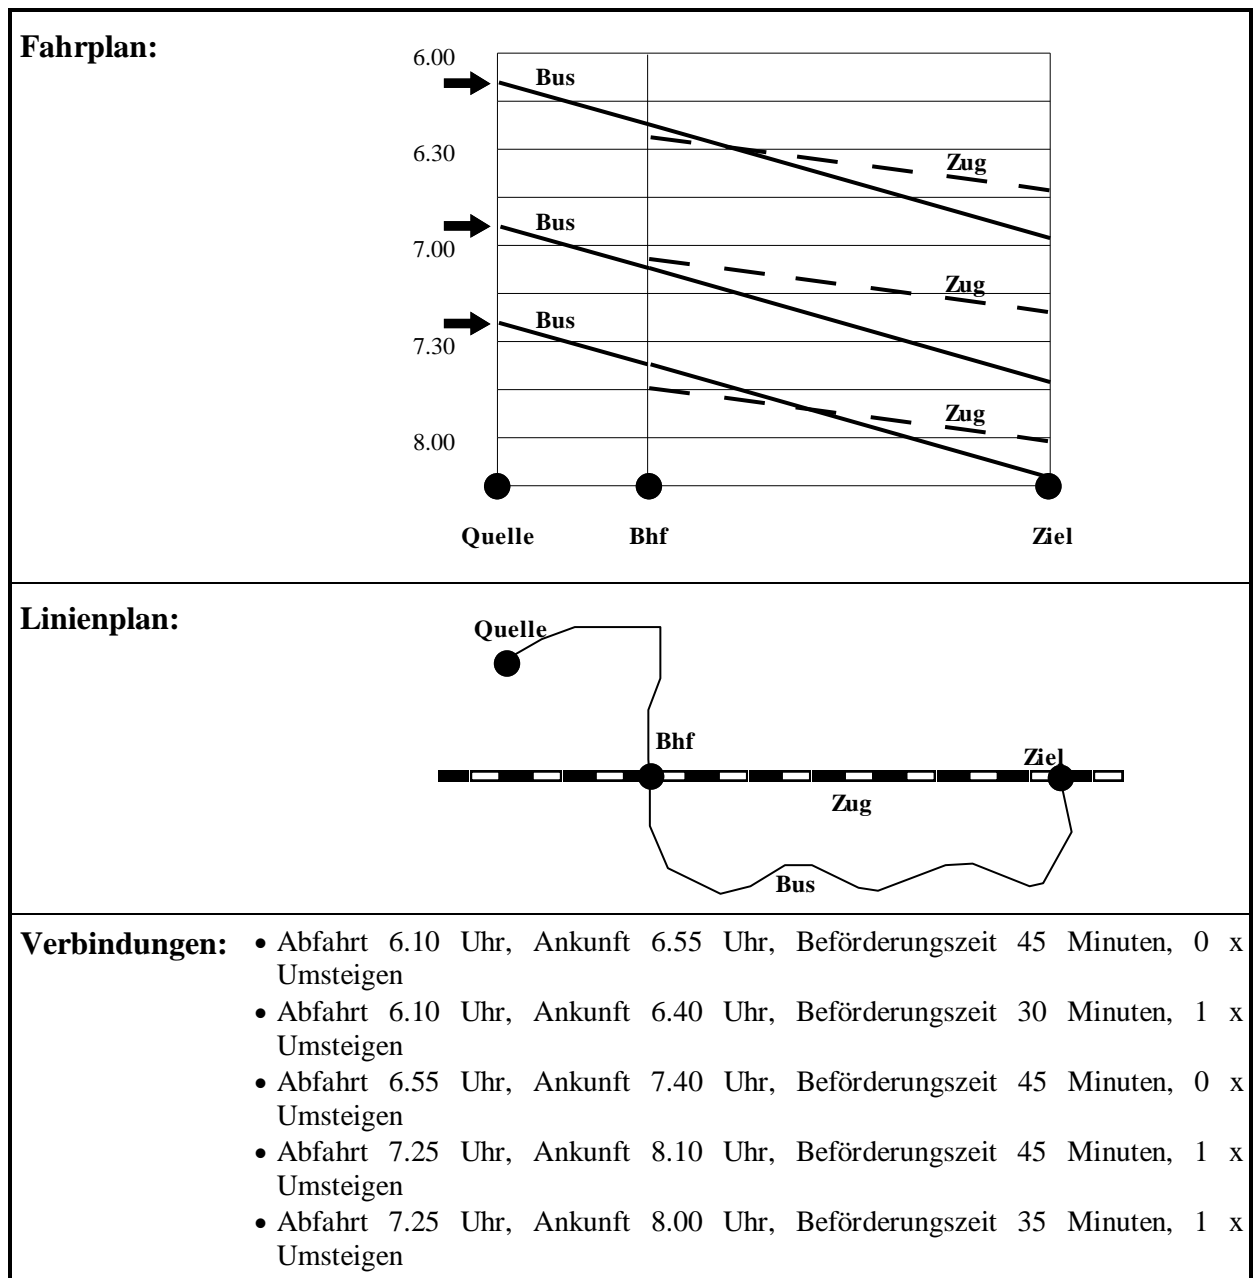 Fahrplan:
6.00
Bus
6.30
Zug
Bus
7.00
Zug
Bus
7.30
Zug
8.00
Quelle Bhf Ziel
Linienplan:
Quelle
Bhf
Ziel
Zug
Bus
Verbindungen: • Abfahrt 6.10 Uhr, Ankunft 6.55 Uhr, Beförderungszeit 45 Minuten, 0 x
Umsteigen
• Abfahrt 6.10 Uhr, Ankunft 6.40 Uhr, Beförderungszeit 30 Minuten, 1 x
Umsteigen
• Abfahrt 6.55 Uhr, Ankunft 7.40 Uhr, Beförderungszeit 45 Minuten, 0 x
Umsteigen
• Abfahrt 7.25 Uhr, Ankunft 8.10 Uhr, Beförderungszeit 45 Minuten, 1 x
Umsteigen
• Abfahrt 7.25 Uhr, Ankunft 8.00 Uhr, Beförderungszeit 35 Minuten, 1 x
Umsteigen